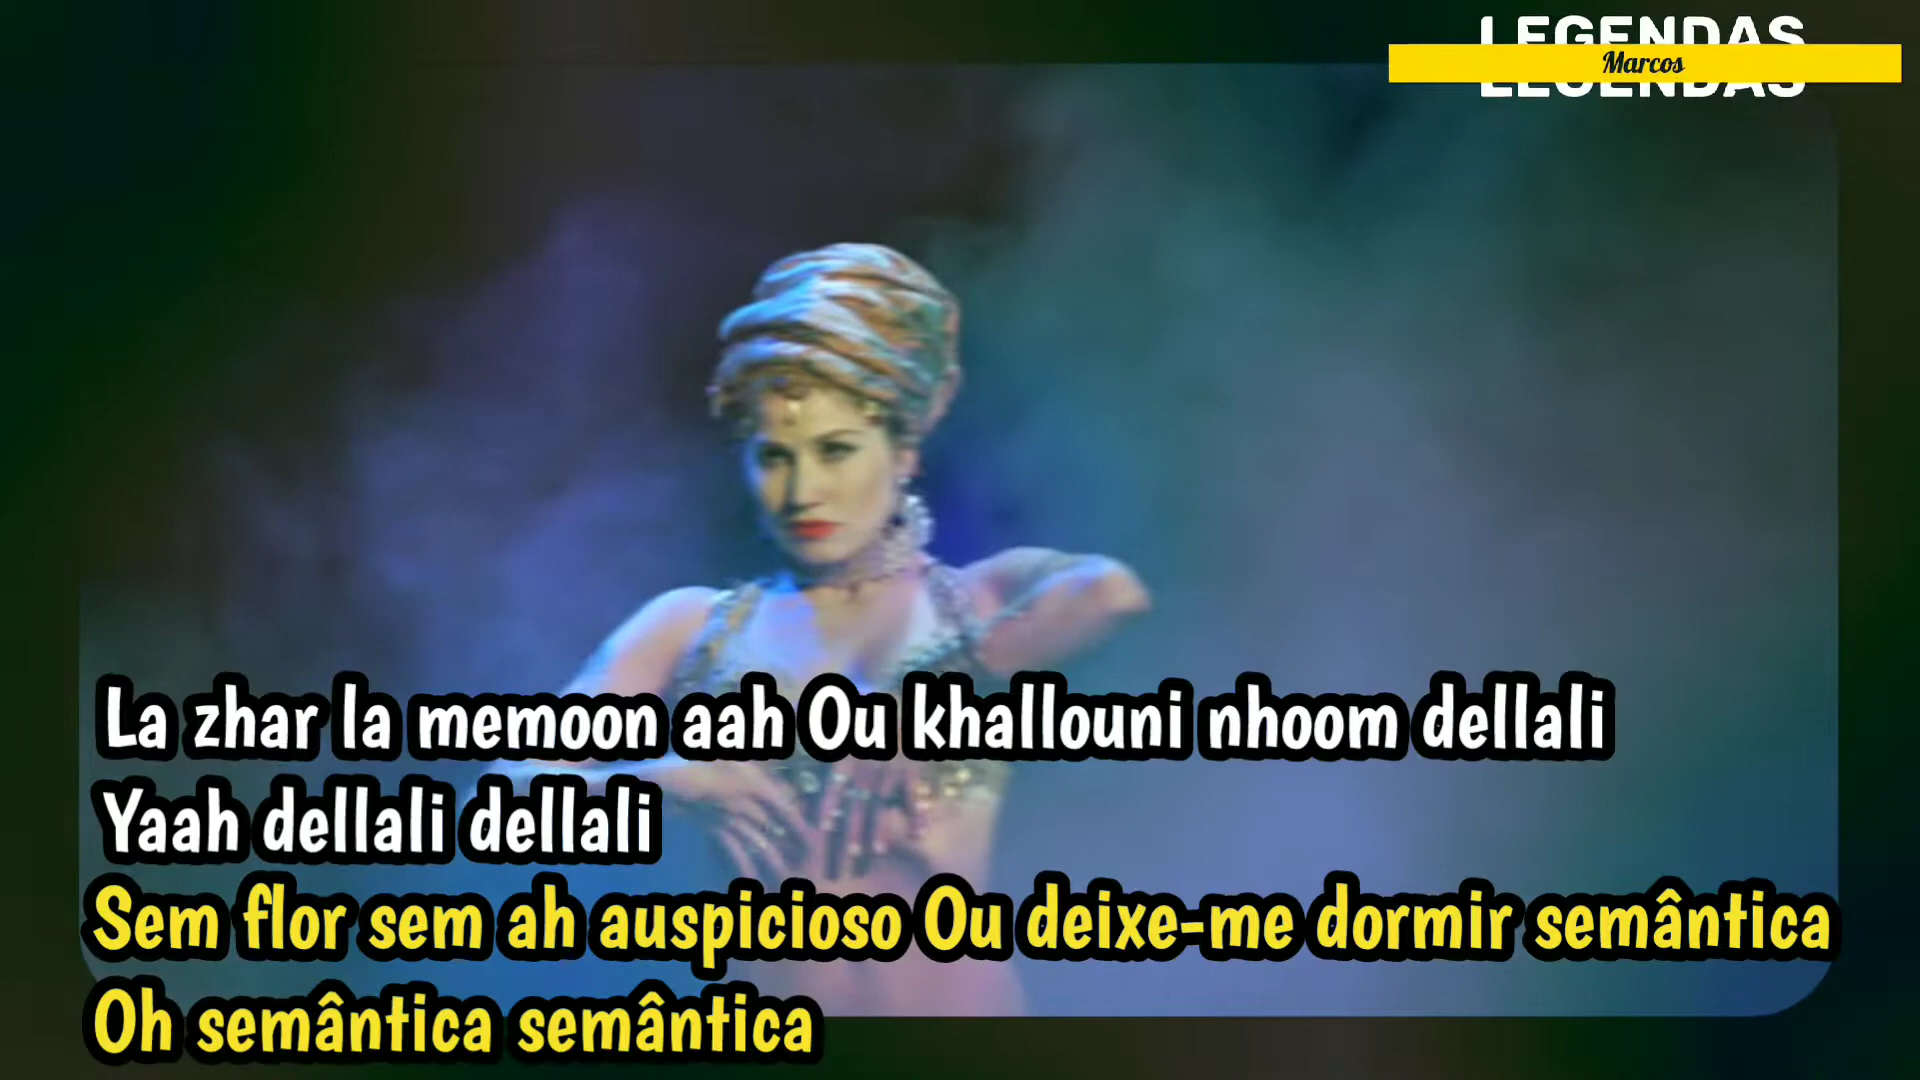 LEGENDAS
Marcos
LEGENDAS
La zhar la memoon aah Ou khallouni nhoom dellali
Yaah dellali dellali
Sem flor sem ah auspicioso Ou deixe-me dormir semântica
Oh semântica semântica